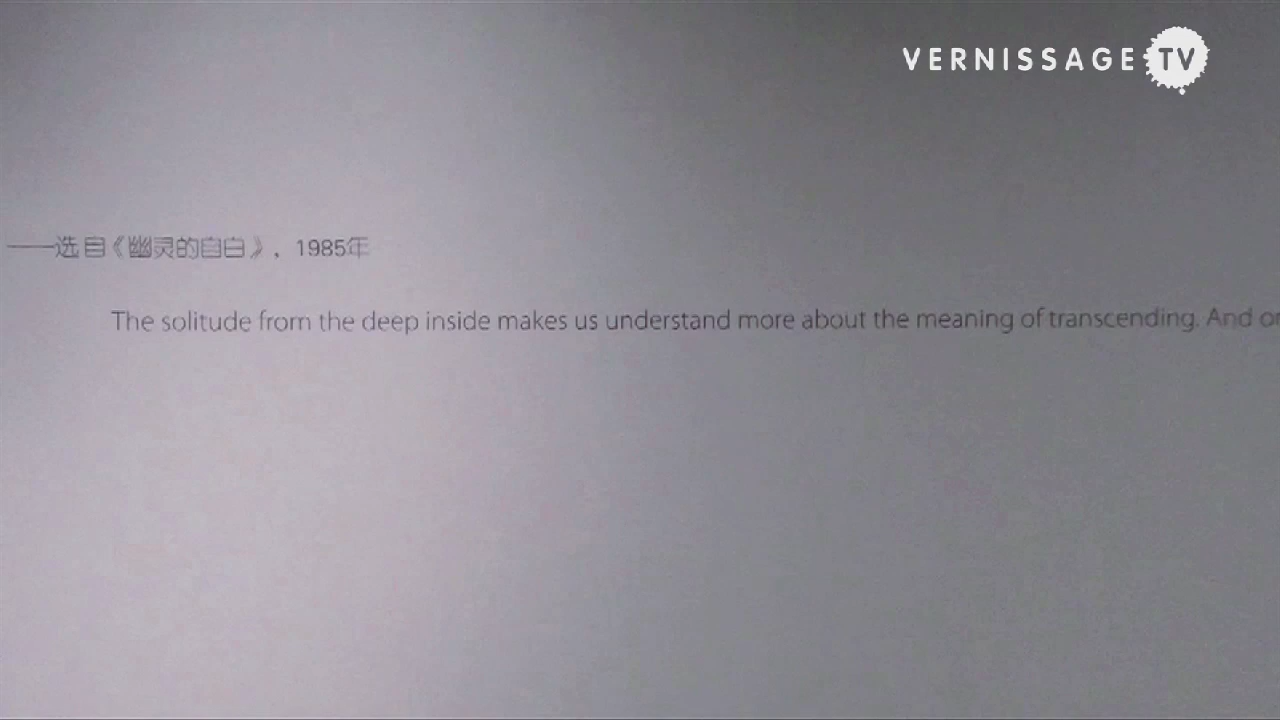 VERNISSAGE TV
——选自《幽灵的自白》，1985年
The solitude from the deep inside makes us understand more about the meaning of transcending. And